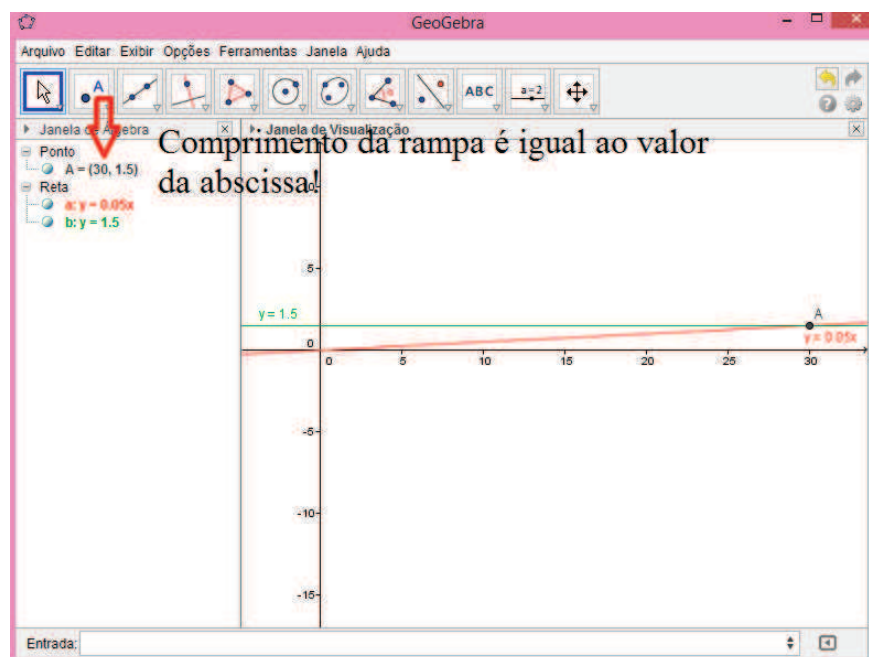 GeoGebra
Arquivo Editar Exibir Opções Ferramentas Janela Ajuda
A
ABC
a=2
Janela de Álgebra
Janela de Visualização
Comprimento da rampa é igual ao valor
da abscissa!
Ponto
A = (30, 1.5)
Reta
a: y = 0.05x
b: y = 1.5
5
y = 1.5
A
y = 0.05x
0
0 5 10 15 20 25 30
-5
-10
-15
Entrada: